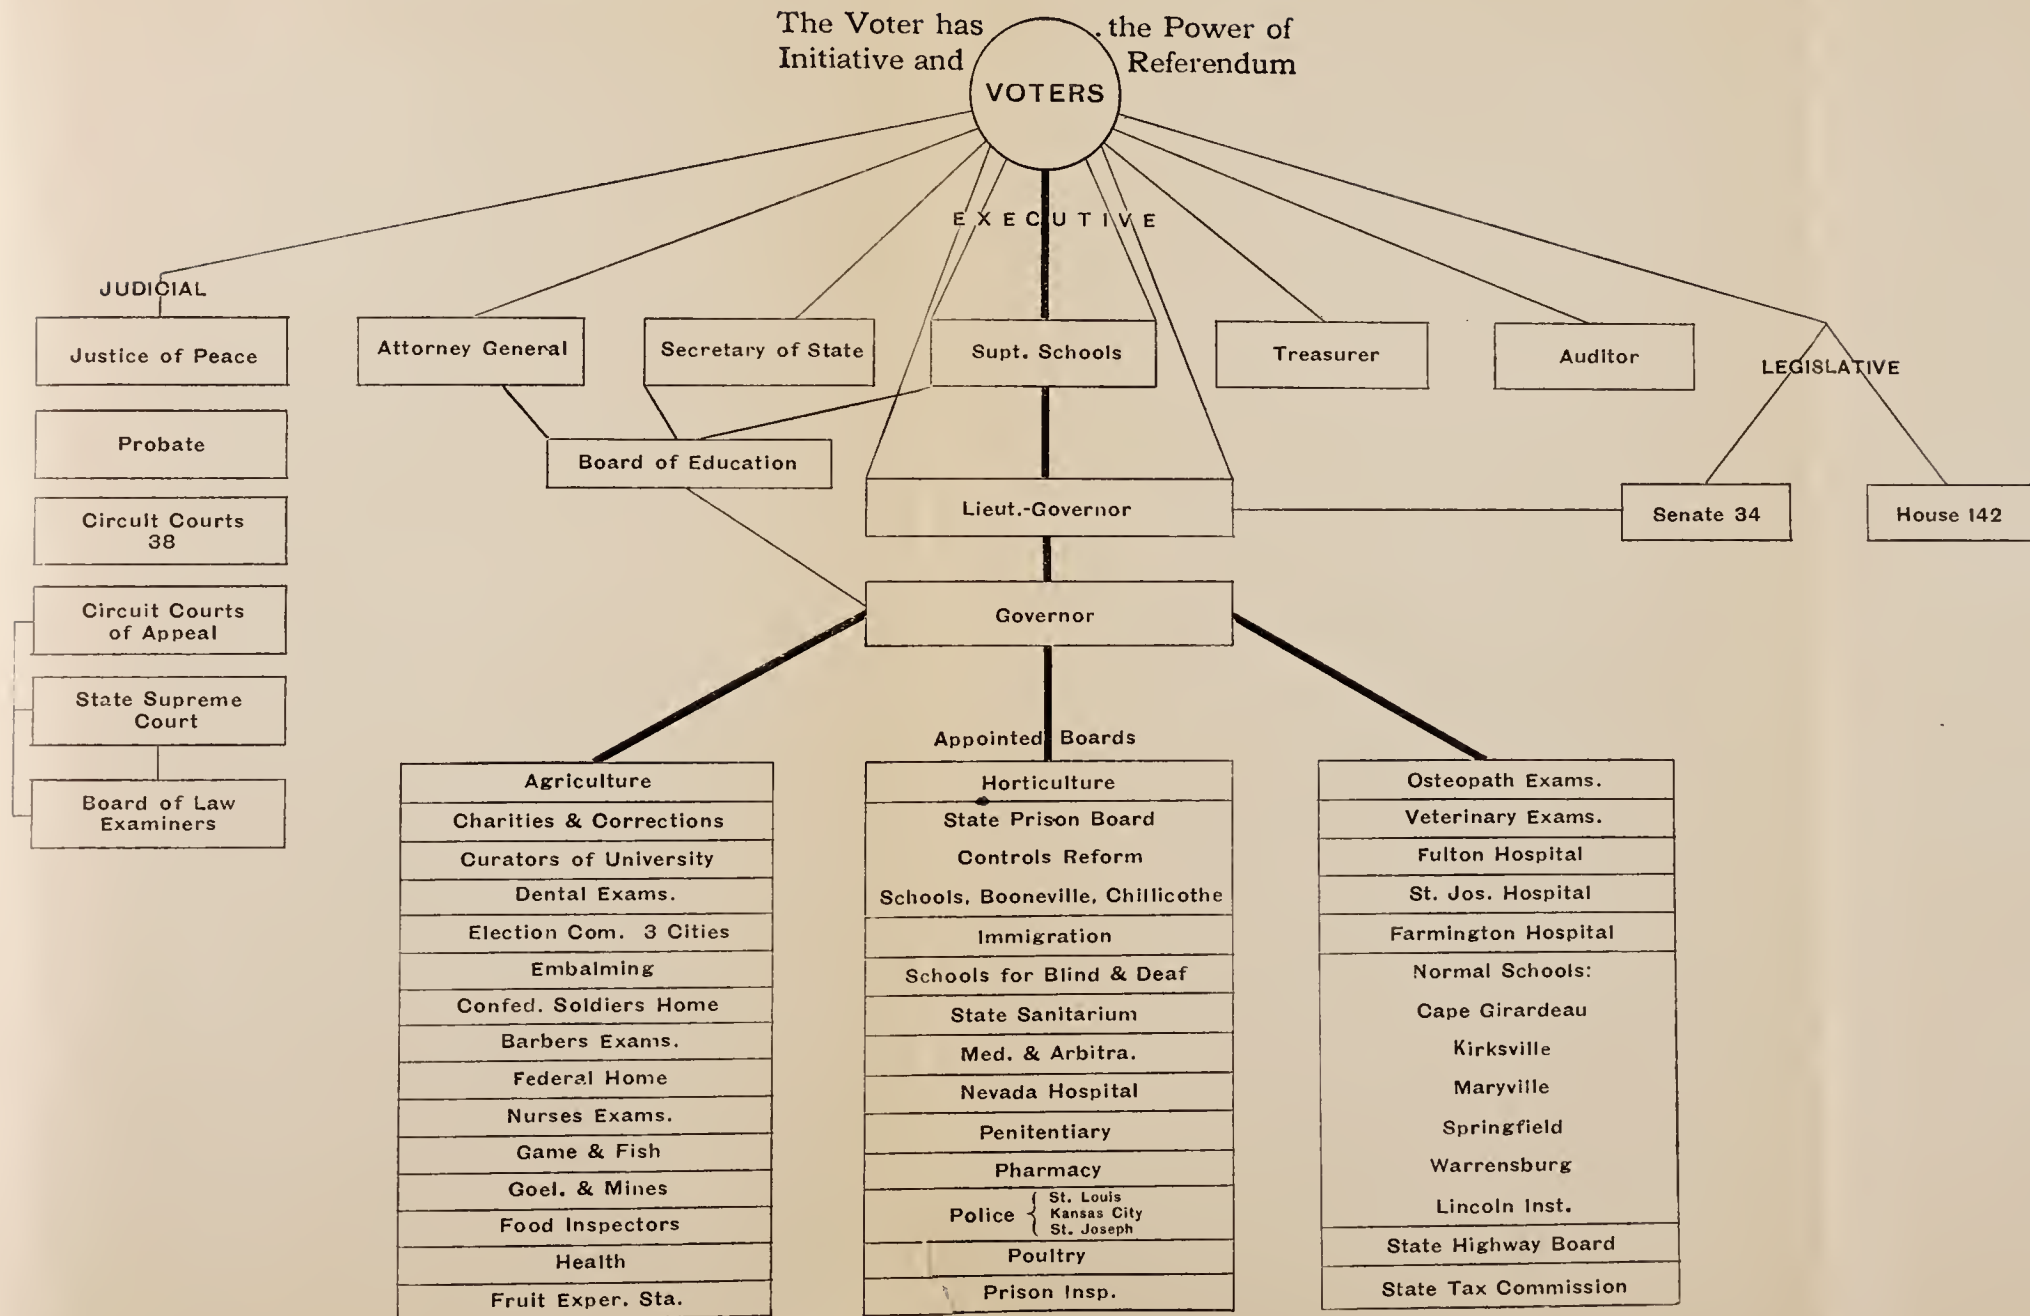 The Voter has the Power of
Initiative and Referendum
VOTERS
EXECUTIVE
JUDICIAL
LEGISLATIVE
Justice of Peace
Probate
Circuit Courts
38
Circuit Courts
of Appeal
State Supreme
Court
Board of Law
Examiners
Attorney General
Secretary of State
Supt. Schools
Treasurer
Auditor
Board of Education
Lieut.-Governor
Senate 34
House 142
Governor
Appointed Boards
Agriculture
Charities & Corrections
Curators of University
Dental Exams.
Election Com. 3 Cities
Embalming
Confed. Soldiers Home
Barbers Exams.
Federal Home
Nurses Exams.
Game & Fish
Goel. & Mines
Food Inspectors
Health
Fruit Exper. Sta.
Horticulture
State Prison Board
Controls Reform
Schools, Booneville, Chillicothe
Immigration
Schools for Blind & Deaf
State Sanitarium
Med. & Arbitra.
Nevada Hospital
Penitentiary
Pharmacy
Police { St. Louis
Kansas City
St. Joseph
Poultry
Prison Insp.
Osteopath Exams.
Veterinary Exams.
Fulton Hospital
St. Jos. Hospital
Farmington Hospital
Normal Schools:
Cape Girardeau
Kirksville
Maryville
Springfield
Warrensburg
Lincoln Inst.
State Highway Board
State Tax Commission